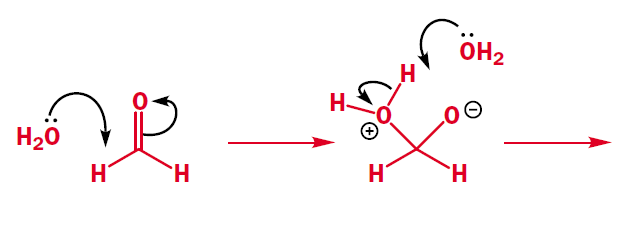 H₂O
O
H H
H H
O O
⊕ ⊖
H H
OH₂